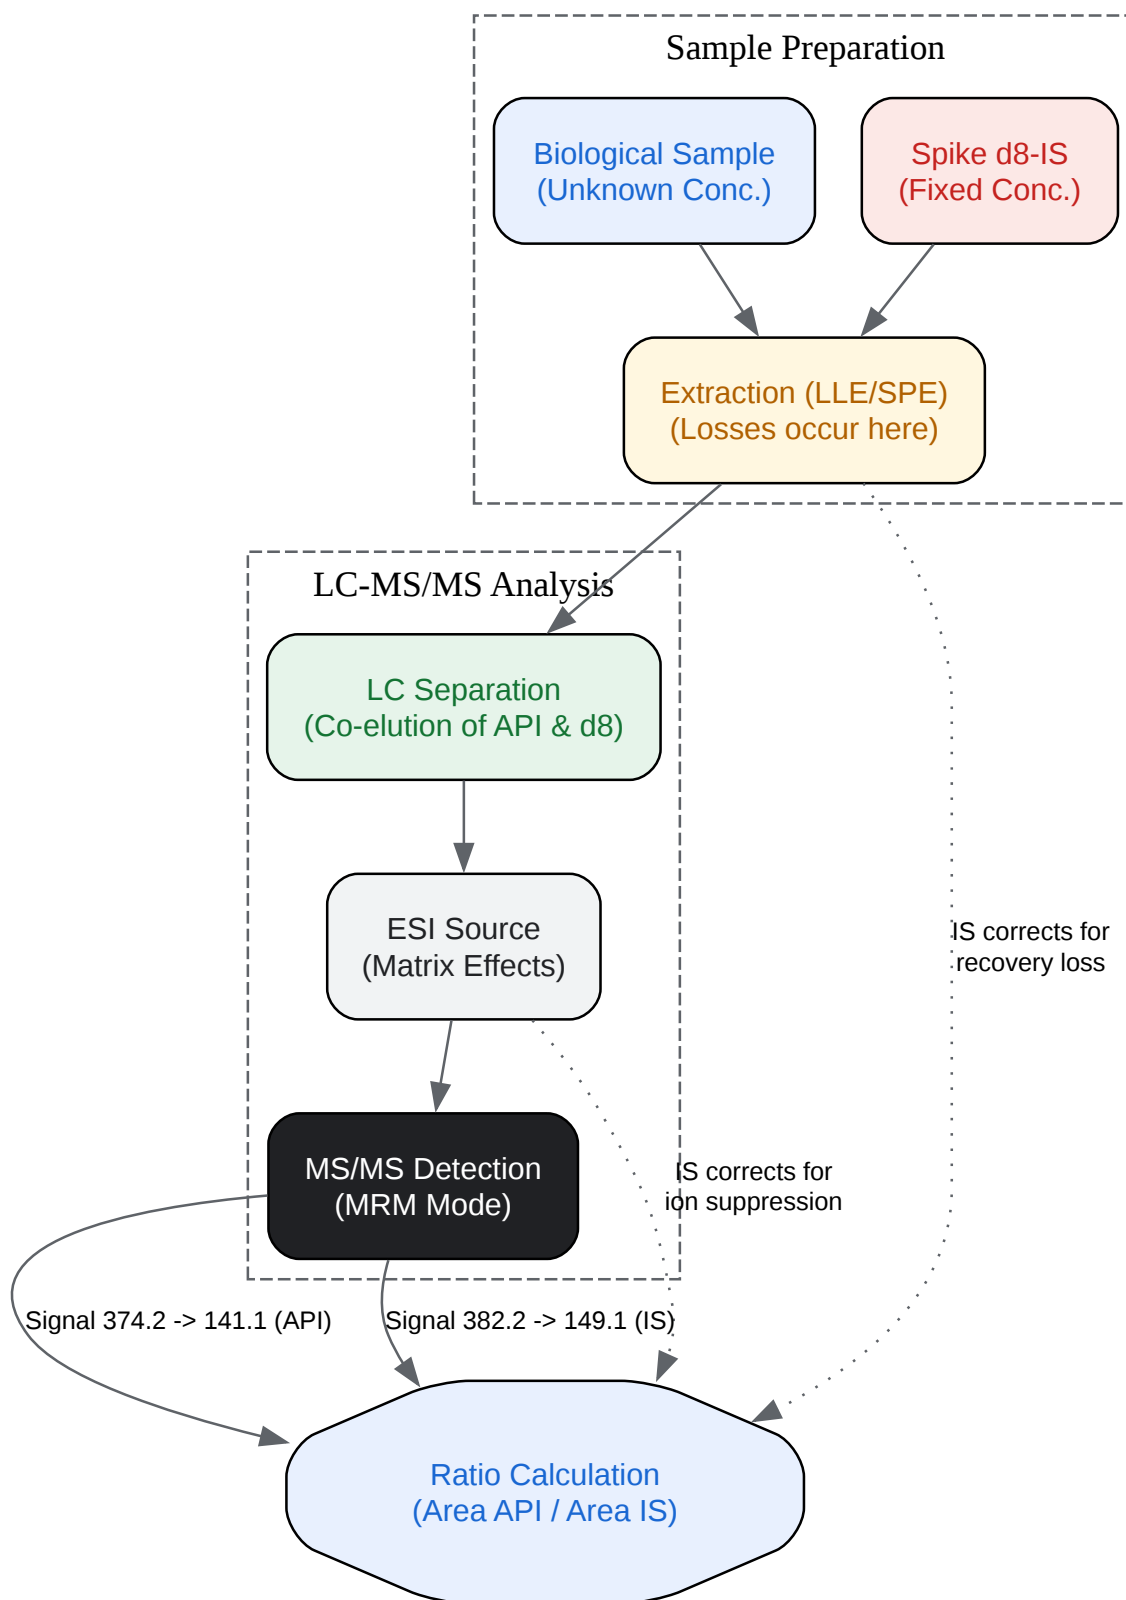 Sample Preparation
Biological Sample
(Unknown Conc.)
Spike d8-IS
(Fixed Conc.)
Extraction (LLE/SPE)
(Losses occur here)
LC-MS/MS Analysis
LC Separation
(Co-elution of API & d8)
ESI Source
(Matrix Effects)
IS corrects for
recovery loss
MS/MS Detection
(MRM Mode)
IS corrects for
ion suppression
Signal 374.2 -> 141.1 (API)
Signal 382.2 -> 149.1 (IS)
Ratio Calculation
(Area API / Area IS)